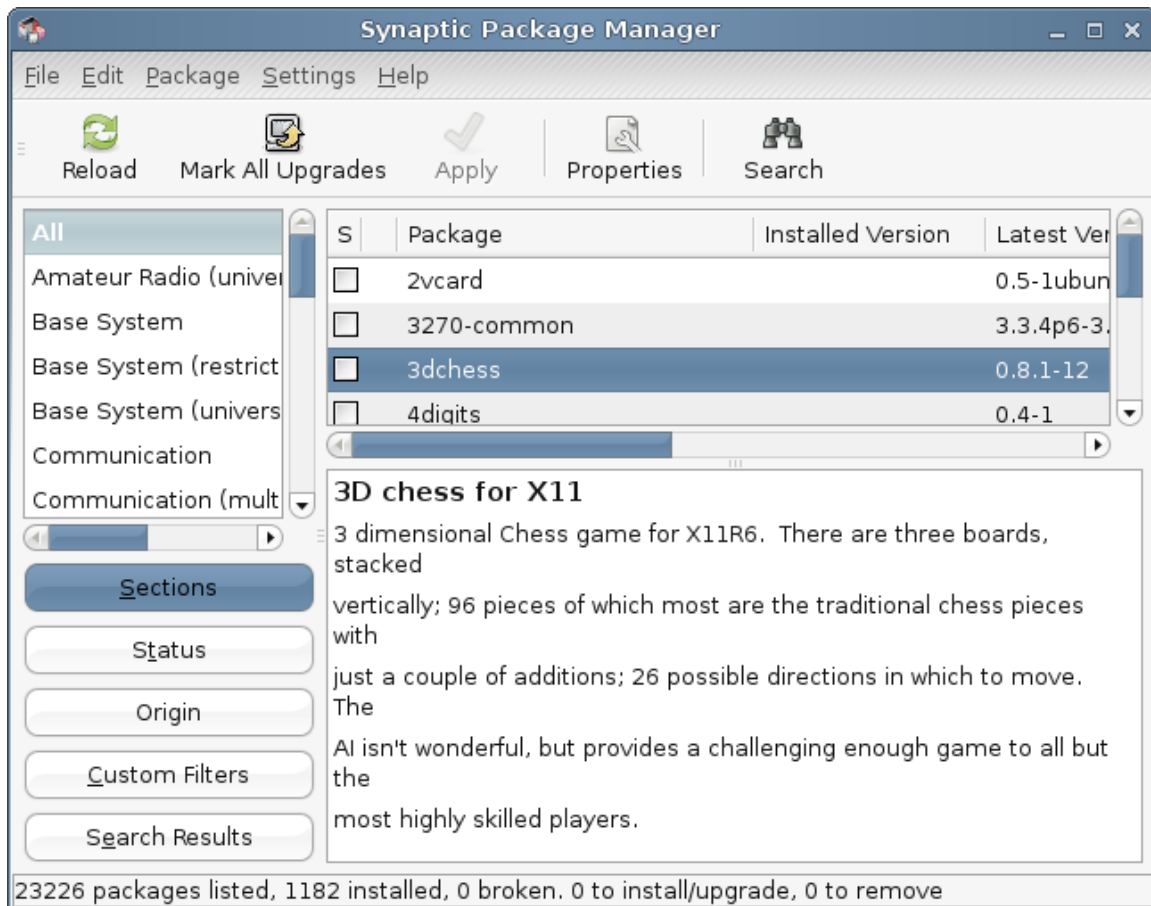 Synaptic Package Manager
File Edit Package Settings Help
Reload Mark All Upgrades Apply Properties Search
All
Amateur Radio (univer
Base System
Base System (restrict
Base System (univers
Communication
Communication (mult
Sections
Status
Origin
Custom Filters
Search Results
S Package Installed Version Latest Ver
2vcard 0.5-1ubun
3270-common 3.3.4p6-3.
3dchess 0.8.1-12
4digits 0.4-1
3D chess for X11
3 dimensional Chess game for X11R6.  There are three boards,
stacked
vertically; 96 pieces of which most are the traditional chess pieces
with
just a couple of additions; 26 possible directions in which to move.
The
AI isn't wonderful, but provides a challenging enough game to all but
the
most highly skilled players.
23226 packages listed, 1182 installed, 0 broken. 0 to install/upgrade, 0 to remove